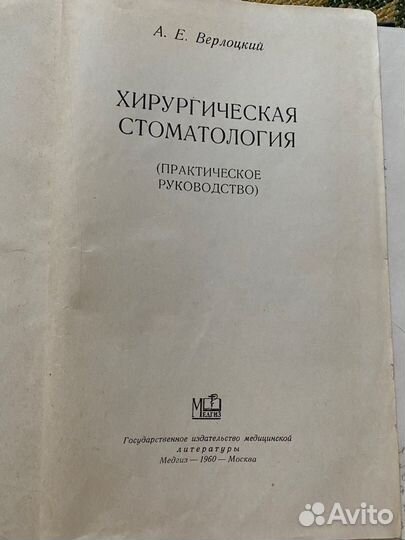 А. Е. Верлоцкий
ХИРУРГИЧЕСКАЯ
СТОМАТОЛОГИЯ
(ПРАКТИЧЕСКОЕ
РУКОВОДСТВО)
МЕДГИЗ
Государственное издательство медицинской
литературы
Медгиз — 1960 — Москва
Avito